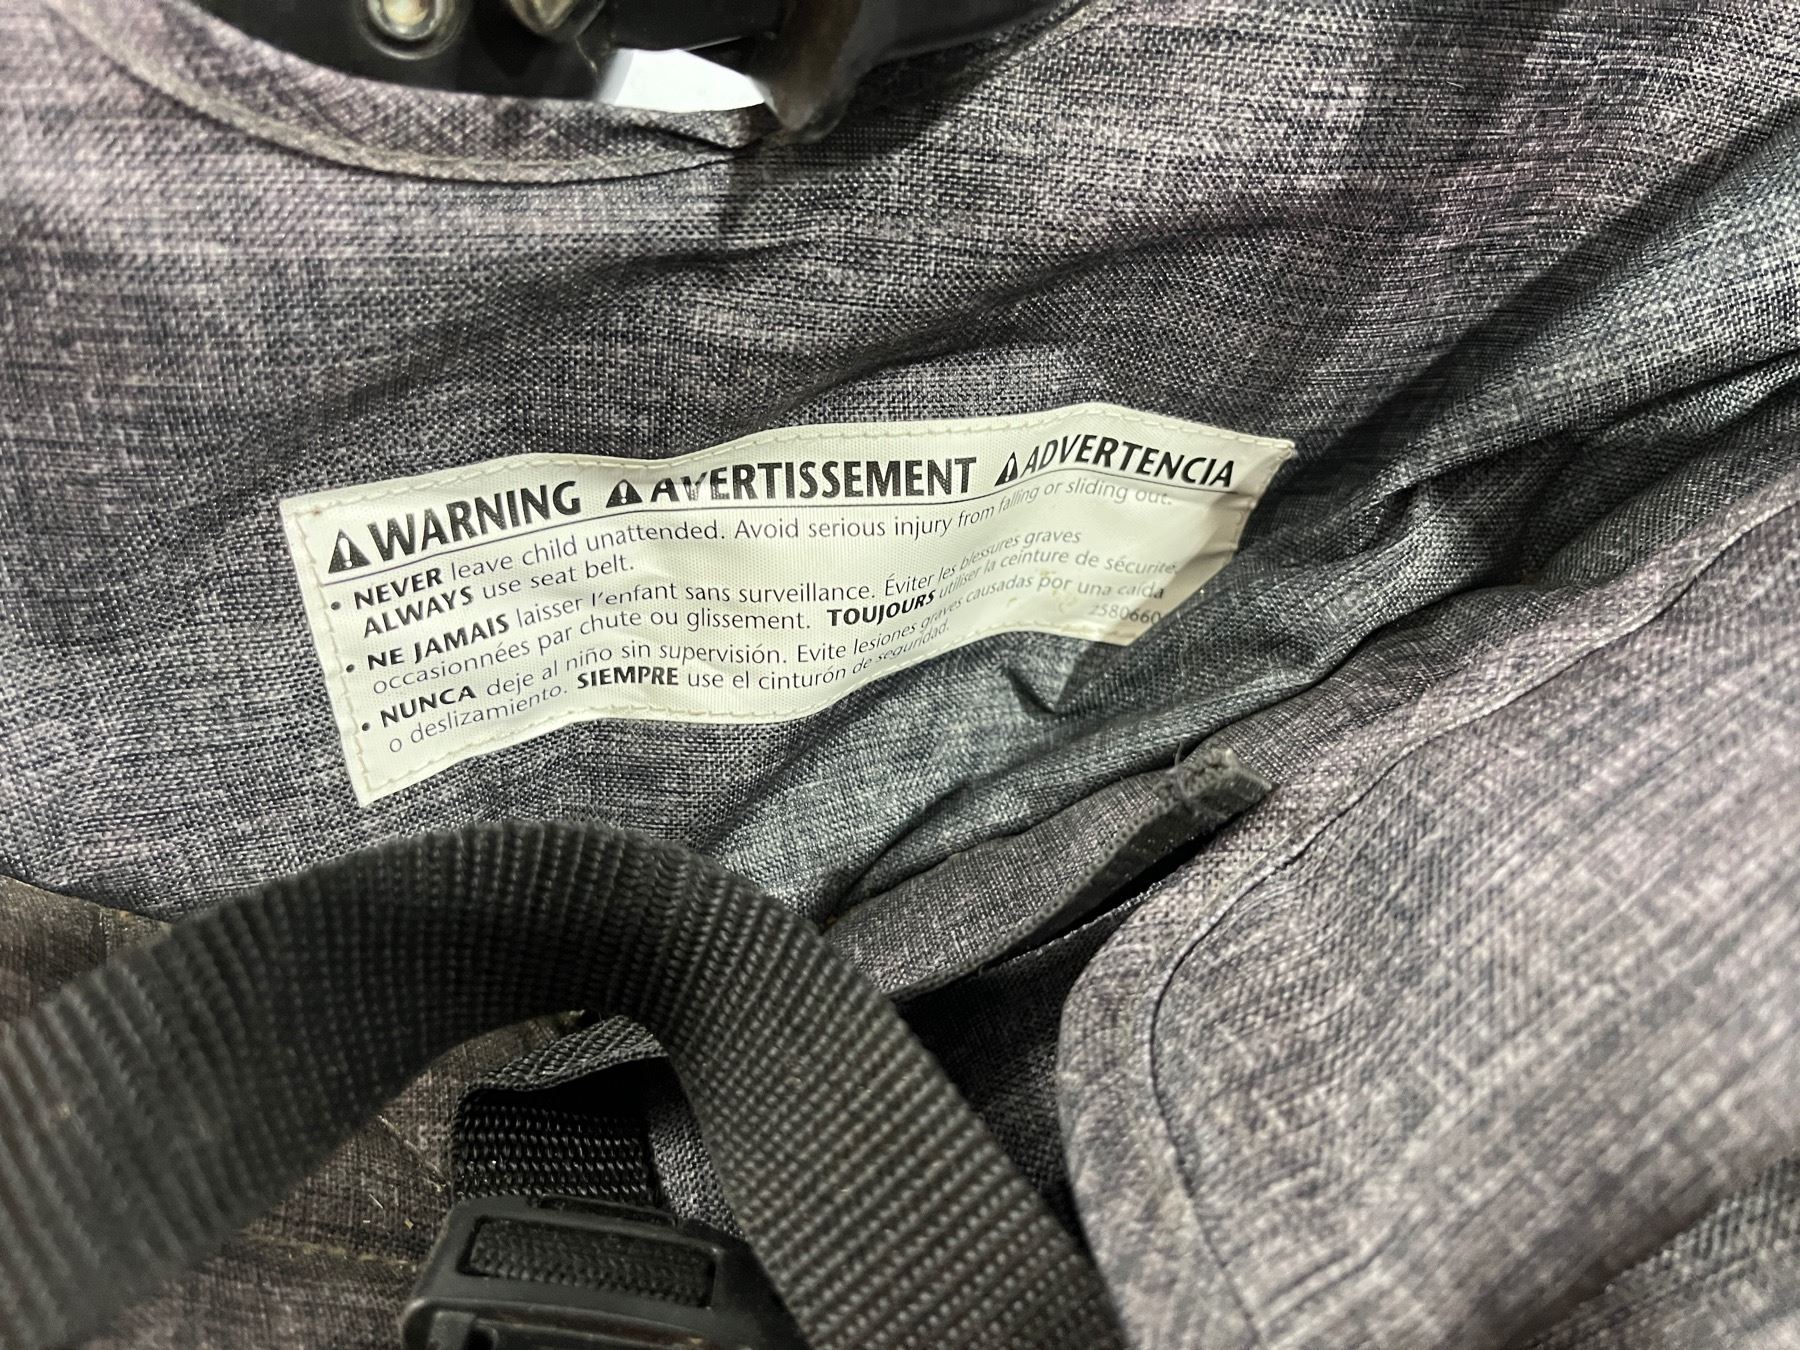 ⚠WARNING ⚠AVERTISSEMENT ⚠ADVERTENCIA
• NEVER leave child unattended. Avoid serious injury from falling or sliding out.
ALWAYS use seat belt.
• NE JAMAIS laisser l'enfant sans surveillance. Éviter les blessures graves
occasionnées par chute ou glissement. TOUJOURS utiliser la ceinture de sécurité.
• NUNCA deje al niño sin supervisión. Evite lesiones graves causadas por una caída
o deslizamiento. SIEMPRE use el cinturón de seguridad.
z580660